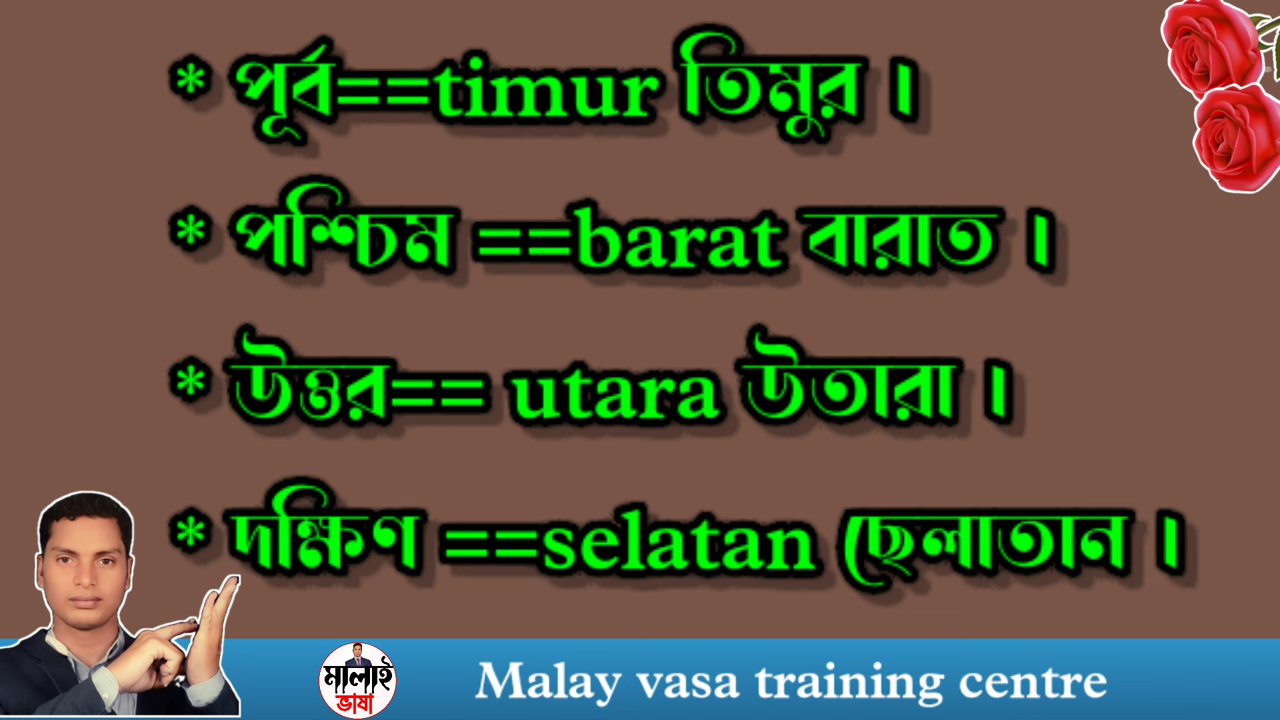 * পূর্ব==timur তিমুর ।
* পশ্চিম ==barat বারাত ।
* উত্তর== utara উতারা ।
* দক্ষিণ ==selatan ছেলাতান ।
মালাই
ভাষা
Malay vasa training centre